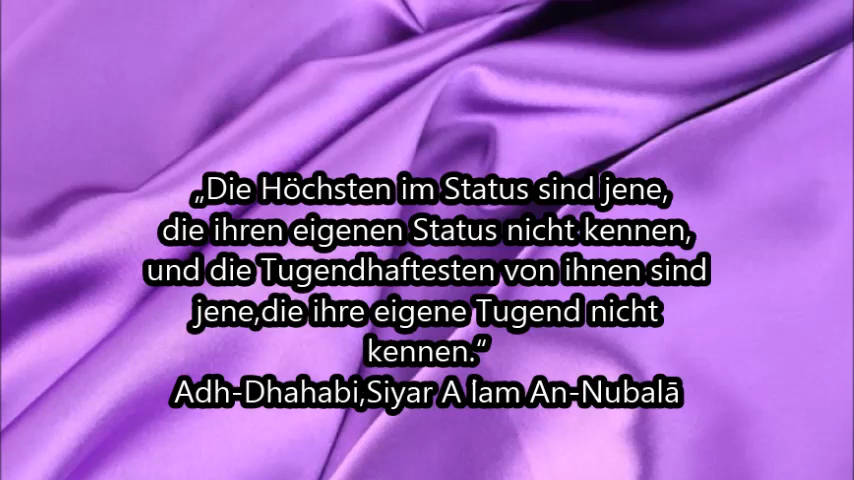 „Die Höchsten im Status sind jene,
die ihren eigenen Status nicht kennen,
und die Tugendhaftesten von ihnen sind
jene,die ihre eigene Tugend nicht
kennen.“
Adh-Dhahabi,Siyar A ̒lam An-Nubalā